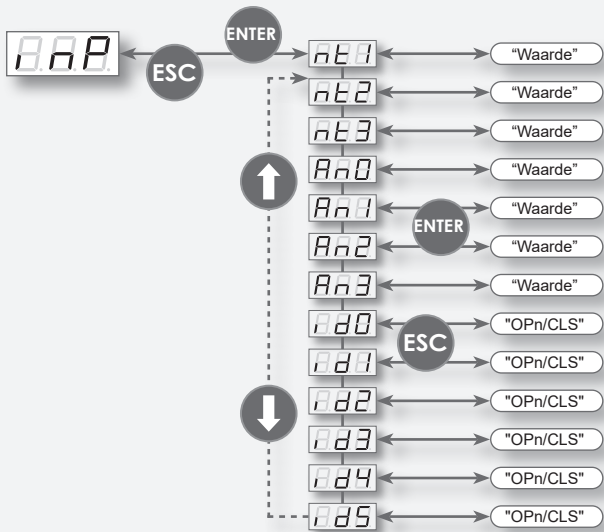 inP
ENTER
ESC
nt1 "Waarde"
nt2 "Waarde"
nt3 "Waarde"
An0 "Waarde"
An1 "Waarde"
ENTER
An2 "Waarde"
An3 "Waarde"
id0 "OPn/CLS"
ESC
id1 "OPn/CLS"
id2 "OPn/CLS"
id3 "OPn/CLS"
id4 "OPn/CLS"
id5 "OPn/CLS"